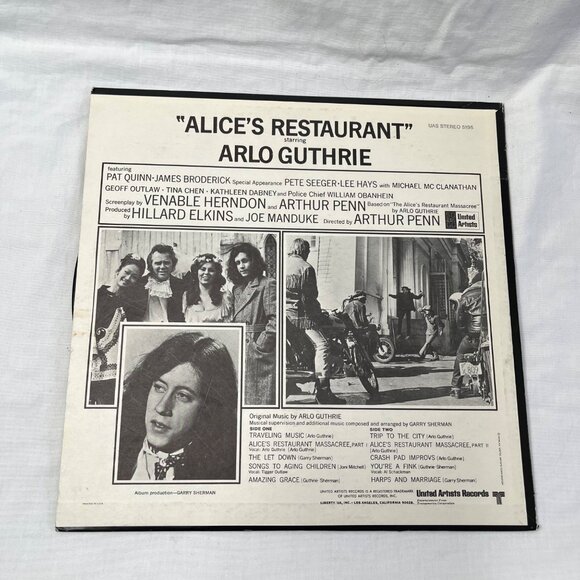 "ALICE'S RESTAURANT"
UAS STEREO 5195
starring
ARLO GUTHRIE
featuring
PAT QUINN·JAMES BRODERICK Special Appearance PETE SEEGER·LEE HAYS with MICHAEL MC CLANATHAN
GEOFF OUTLAW · TINA CHEN · KATHLEEN DABNEY and Police Chief WILLIAM OBANHEIN
Screenplay by VENABLE HERNDON and ARTHUR PENN Based on "The Alice's Restaurant Massacree" by ARLO GUTHRIE
Produced by HILLARD ELKINS and JOE MANDUKE Directed by ARTHUR PENN
United Artists
Original Music by ARLO GUTHRIE
Musical supervision and additional music composed and arranged by GARRY SHERMAN
SIDE ONE
TRAVELING MUSIC (Arlo Guthrie)
ALICE'S RESTAURANT MASSACREE, PART I
Vocal: Arlo Guthrie (Arlo Guthrie)
THE LET DOWN (Garry Sherman)
SONGS TO AGING CHILDREN (Joni Mitchell)
Vocal: Tigger Outlaw
AMAZING GRACE (Guthrie Sherman)
SIDE TWO
TRIP TO THE CITY (Arlo Guthrie)
ALICE'S RESTAURANT MASSACREE, PART II
(Arlo Guthrie)
CRASH PAD IMPROVS (Arlo Guthrie)
YOU'RE A FINK (Guthrie Sherman)
Vocal: Al Schackman
HARPS AND MARRIAGE (Garry Sherman)
Album production—GARRY SHERMAN
UNITED ARTISTS RECORDS IS A REGISTERED TRADEMARK
OF UNITED ARTISTS RECORDS, INC.
LIBERTY/UA, INC.—LOS ANGELES, CALIFORNIA 90028.
United Artists Records
Entertainment From
Transamerica Corporation